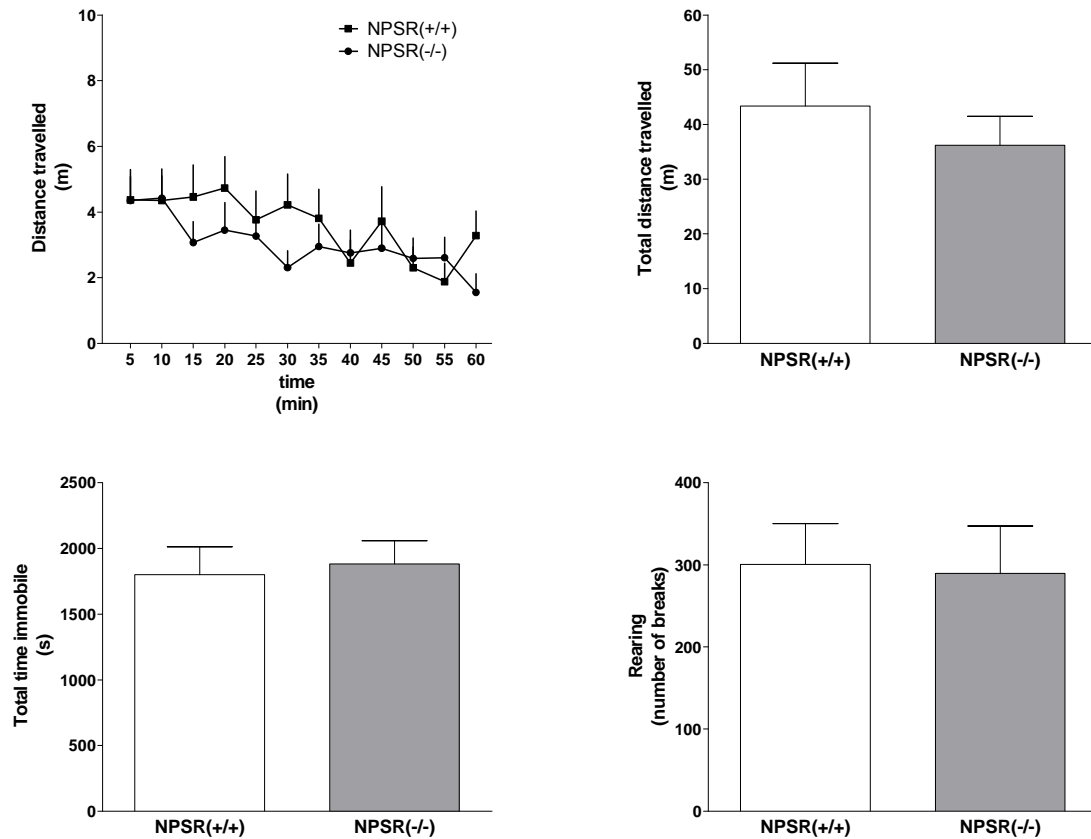 Distance travelled
(m)
10
8
6
4
2
0
NPSR(+/+)
NPSR(-/-)
5 10 15 20 25 30 35 40 45 50 55 60
time
(min)
Total distance travelled
(m)
60
50
40
30
20
10
0
NPSR(+/+) NPSR(-/-)
Total time immobile
(s)
2500
2000
1500
1000
500
0
NPSR(+/+) NPSR(-/-)
Rearing
(number of breaks)
400
300
200
100
0
NPSR(+/+) NPSR(-/-)